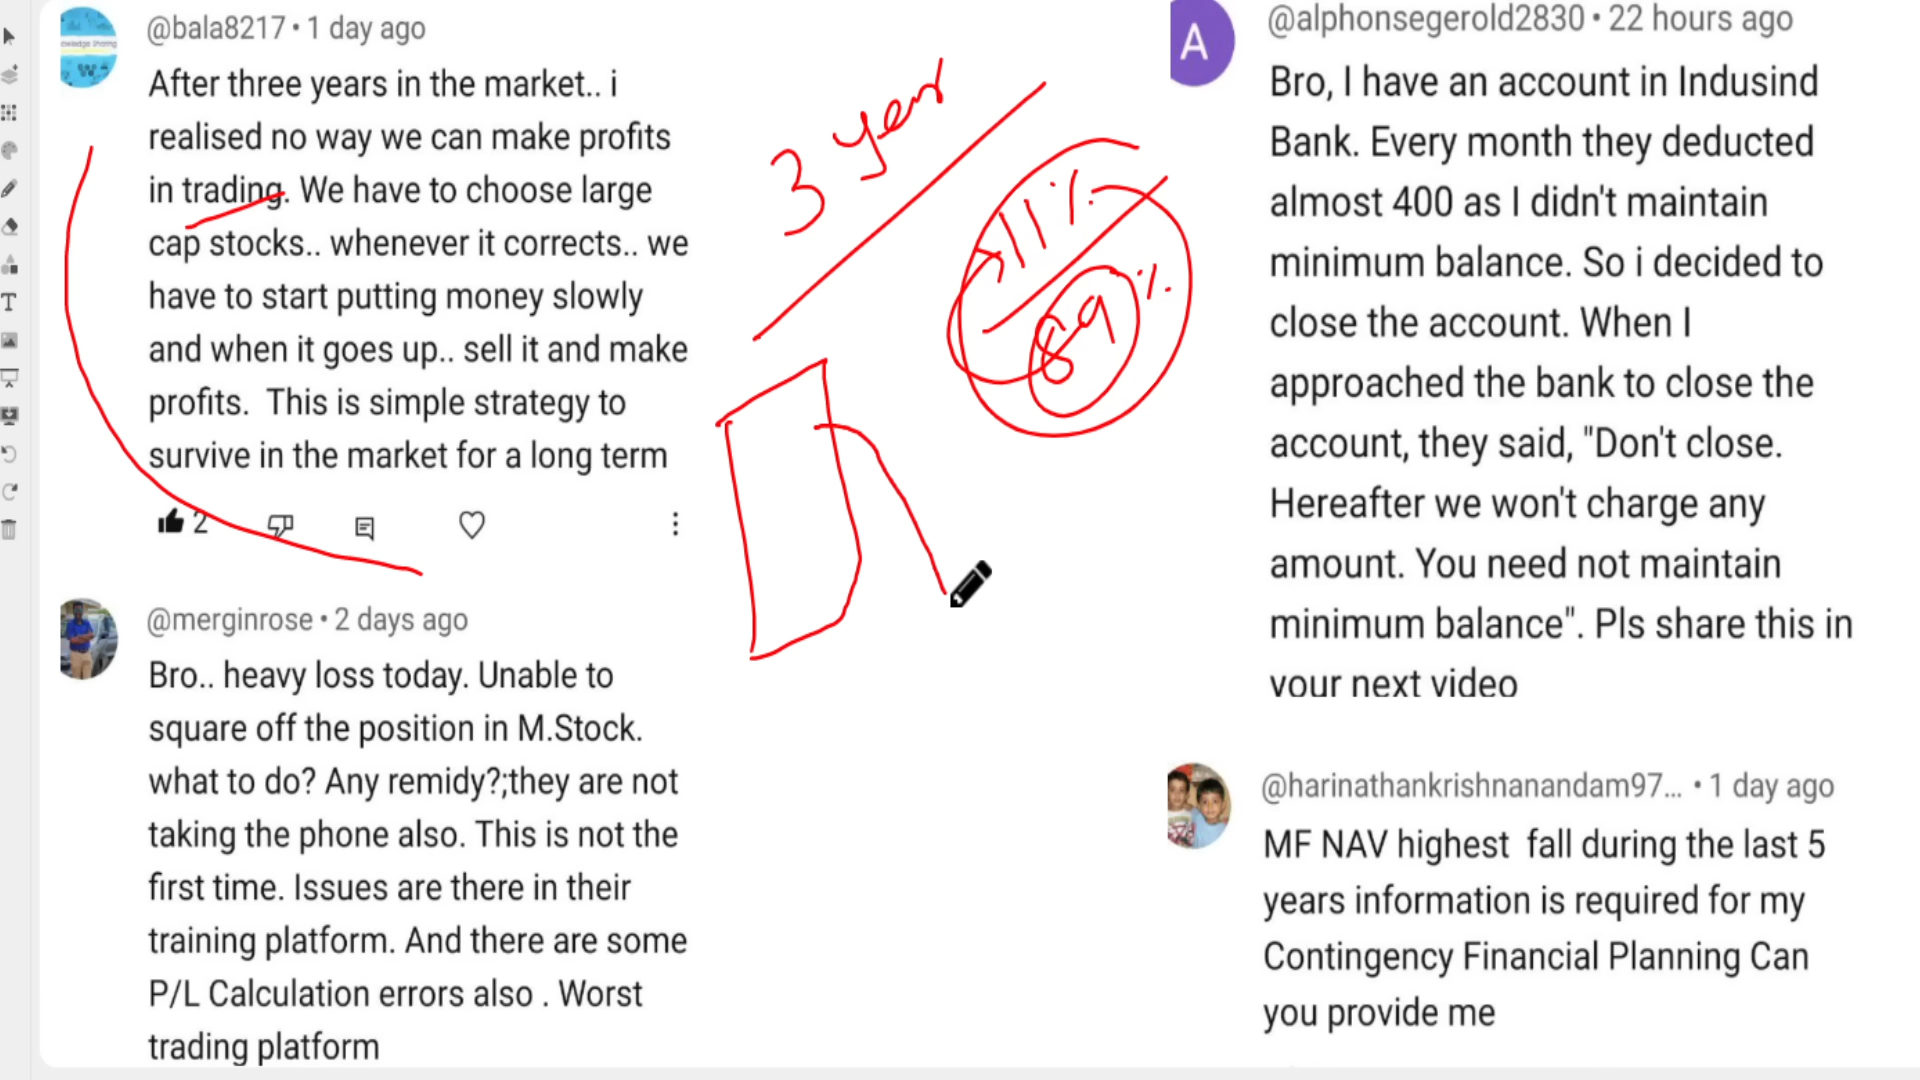 @bala8217 • 1 day ago
After three years in the market.. i
realised no way we can make profits
in trading. We have to choose large
cap stocks.. whenever it corrects.. we
have to start putting money slowly
and when it goes up.. sell it and make
profits.  This is simple strategy to
survive in the market for a long term
2
@merginrose • 2 days ago
Bro.. heavy loss today. Unable to
square off the position in M.Stock.
what to do? Any remidy?;they are not
taking the phone also. This is not the
first time. Issues are there in their
training platform. And there are some
P/L Calculation errors also . Worst
trading platform
3 year
11%
89%
A
@alphonsegerold2830 • 22 hours ago
Bro, I have an account in Indusind
Bank. Every month they deducted
almost 400 as I didn't maintain
minimum balance. So i decided to
close the account. When I
approached the bank to close the
account, they said, "Don't close.
Hereafter we won't charge any
amount. You need not maintain
minimum balance". Pls share this in
your next video
@harinathankrishnanandam97... • 1 day ago
MF NAV highest  fall during the last 5
years information is required for my
Contingency Financial Planning Can
you provide me